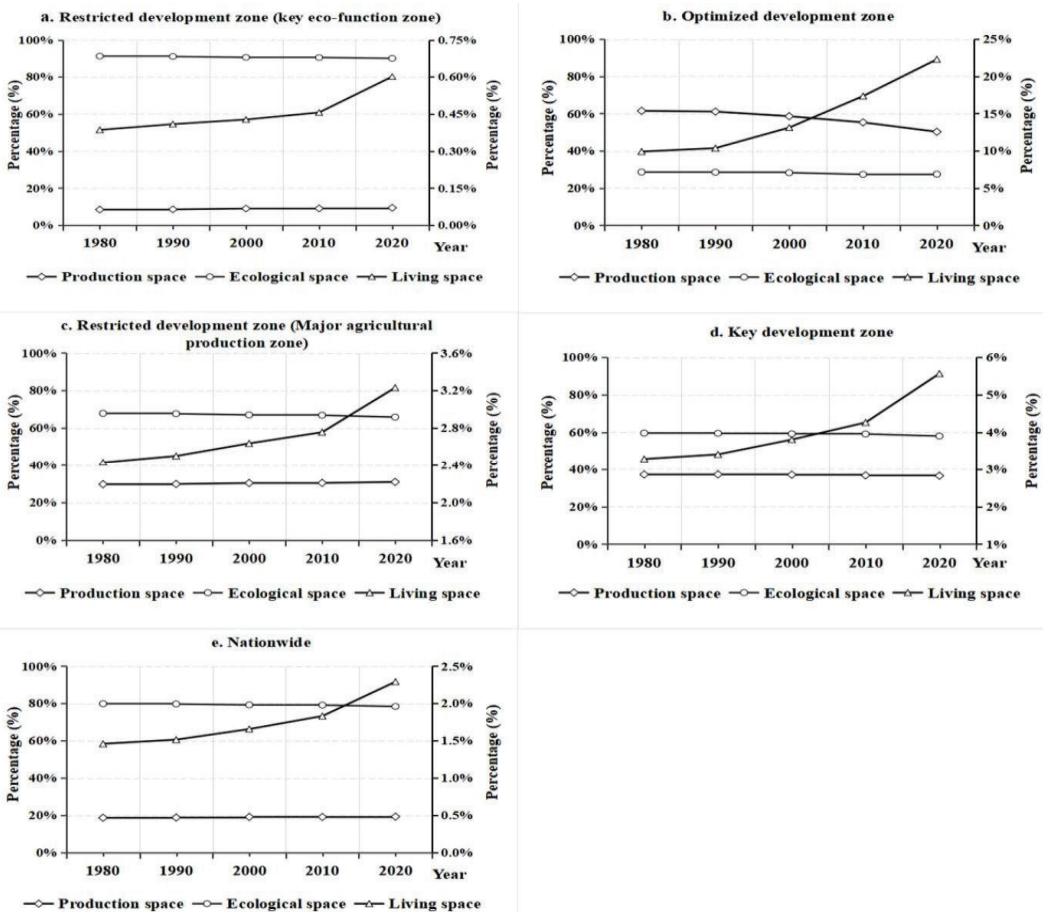 a. Restricted development zone (key eco-function zone)
100%
80%
60%
40%
20%
0%
Percentage (%)
0.75%
0.60%
0.45%
0.30%
0.15%
0.00%
Percentage (%)
1980 1990 2000 2010 2020 Year
Production space Ecological space Living space
b. Optimized development zone
100%
80%
60%
40%
20%
0%
Percentage (%)
25%
20%
15%
10%
5%
0%
Percentage (%)
1980 1990 2000 2010 2020 Year
Production space Ecological space Living space
c. Restricted development zone (Major agricultural
production zone)
100%
80%
60%
40%
20%
0%
Percentage (%)
3.6%
3.2%
2.8%
2.4%
2.0%
1.6%
Percentage (%)
1980 1990 2000 2010 2020 Year
Production space Ecological space Living space
d. Key development zone
100%
80%
60%
40%
20%
0%
Percentage (%)
6%
5%
4%
3%
2%
1%
Percentage (%)
1980 1990 2000 2010 2020 Year
Production space Ecological space Living space
e. Nationwide
100%
80%
60%
40%
20%
0%
Percentage (%)
2.5%
2.0%
1.5%
1.0%
0.5%
0.0%
Percentage (%)
1980 1990 2000 2010 2020 Year
Production space Ecological space Living space